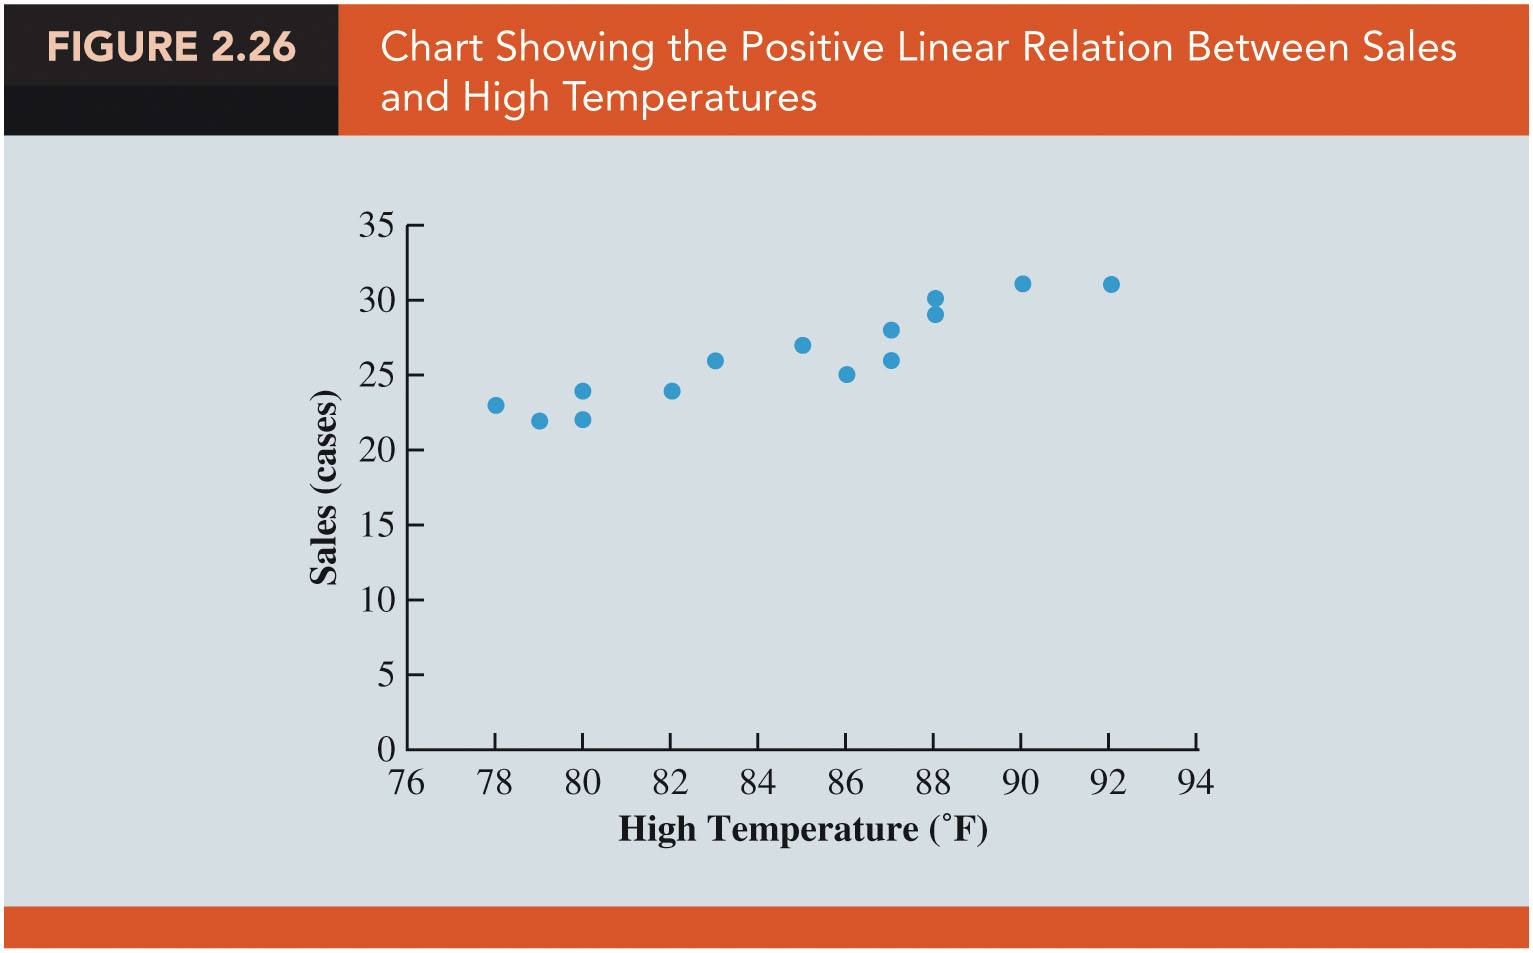 FIGURE 2.26
Chart Showing the Positive Linear Relation Between Sales
and High Temperatures
35
30
25
20
15
10
5
0
Sales (cases)
76 78 80 82 84 86 88 90 92 94
High Temperature (˚F)